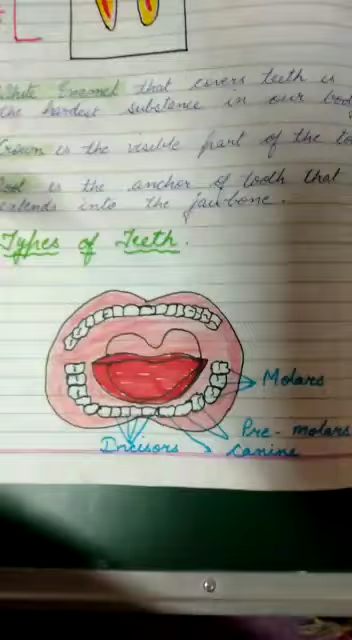 White Enamel that covers teeth is
the hardest substance in our body
Crown is the visible part of the
Root is the anchor of tooth that
extends into the jawbone.
Types of Teeth.
Molars
Pre-molars
Incisors
Canine